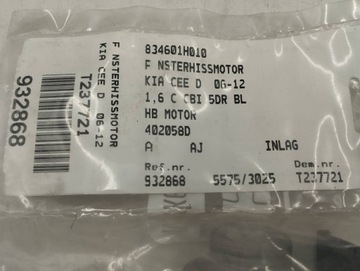 834601H010
F NSTERHISSMOTOR
KIA CEE D 06-12
1,6 C CBI 5DR BL
HB MOTOR
402058D
A AJ INLAG
Ref.nr. Dem.nr.
932868 5575/3025 T237721
F NSTERHISSMOTOR
KIA CEE D 06-12
T237721
932868